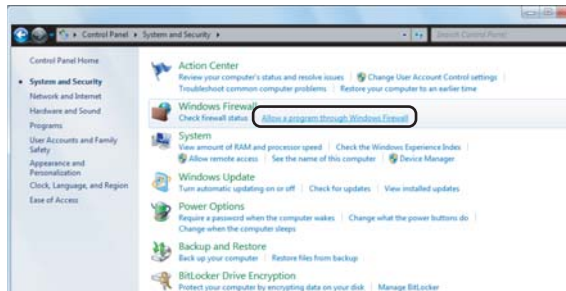 Control Panel ▸ System and Security ▸
Search Control Panel
Control Panel Home
System and Security
Network and Internet
Hardware and Sound
Programs
User Accounts and Family
Safety
Appearance and
Personalization
Clock, Language, and Region
Ease of Access
Action Center
Review your computer's status and resolve issues | Change User Account Control settings |
Troubleshoot common computer problems | Restore your computer to an earlier time
Windows Firewall
Check firewall status | Allow a program through Windows Firewall
System
View amount of RAM and processor speed | Check the Windows Experience Index |
Allow remote access | See the name of this computer | Device Manager
Windows Update
Turn automatic updating on or off | Check for updates | View installed updates
Power Options
Require a password when the computer wakes | Change what the power buttons do |
Change when the computer sleeps
Backup and Restore
Back up your computer | Restore files from backup
BitLocker Drive Encryption
Protect your computer by encrypting data on your disk | Manage BitLocker